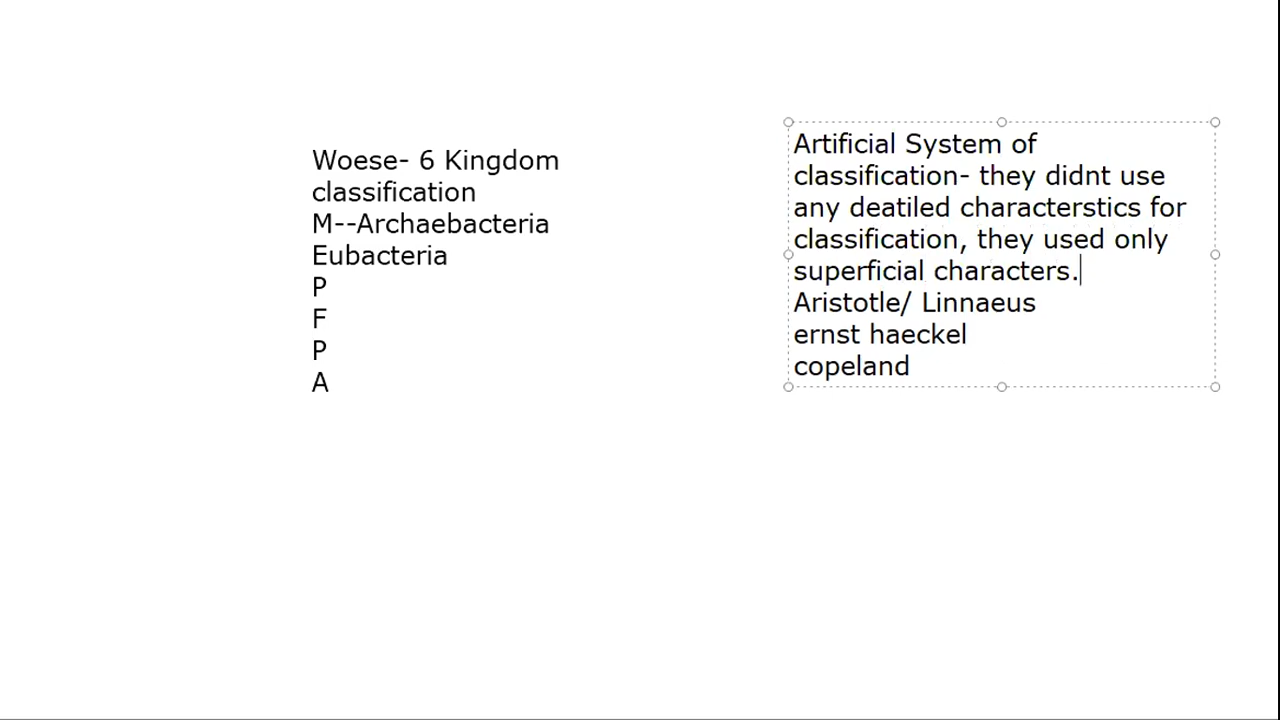 Woese- 6 Kingdom
classification
M--Archaebacteria
Eubacteria
P
F
P
A
Artificial System of
classification- they didnt use
any deatiled characterstics for
classification, they used only
superficial characters.
Aristotle/ Linnaeus
ernst haeckel
copeland